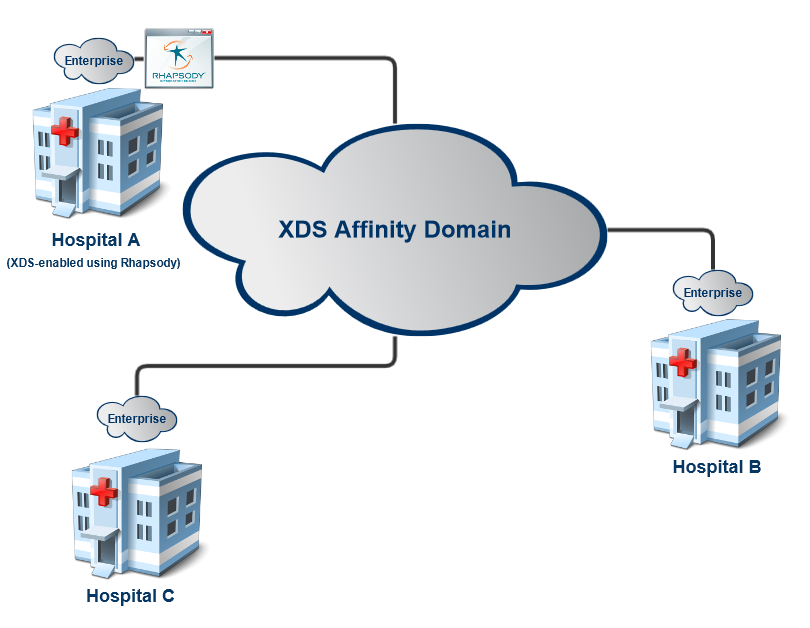 Enterprise
RHAPSODY
Hospital A
(XDS-enabled using Rhapsody)
XDS Affinity Domain
Enterprise
Hospital B
Enterprise
Hospital C